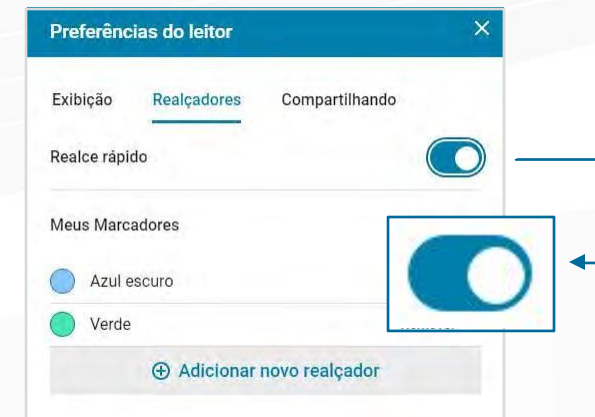 Preferências do leitor
Exibição Realçadores Compartilhando
Realce rápido
Meus Marcadores
Azul escuro
Verde
Adicionar novo realçador